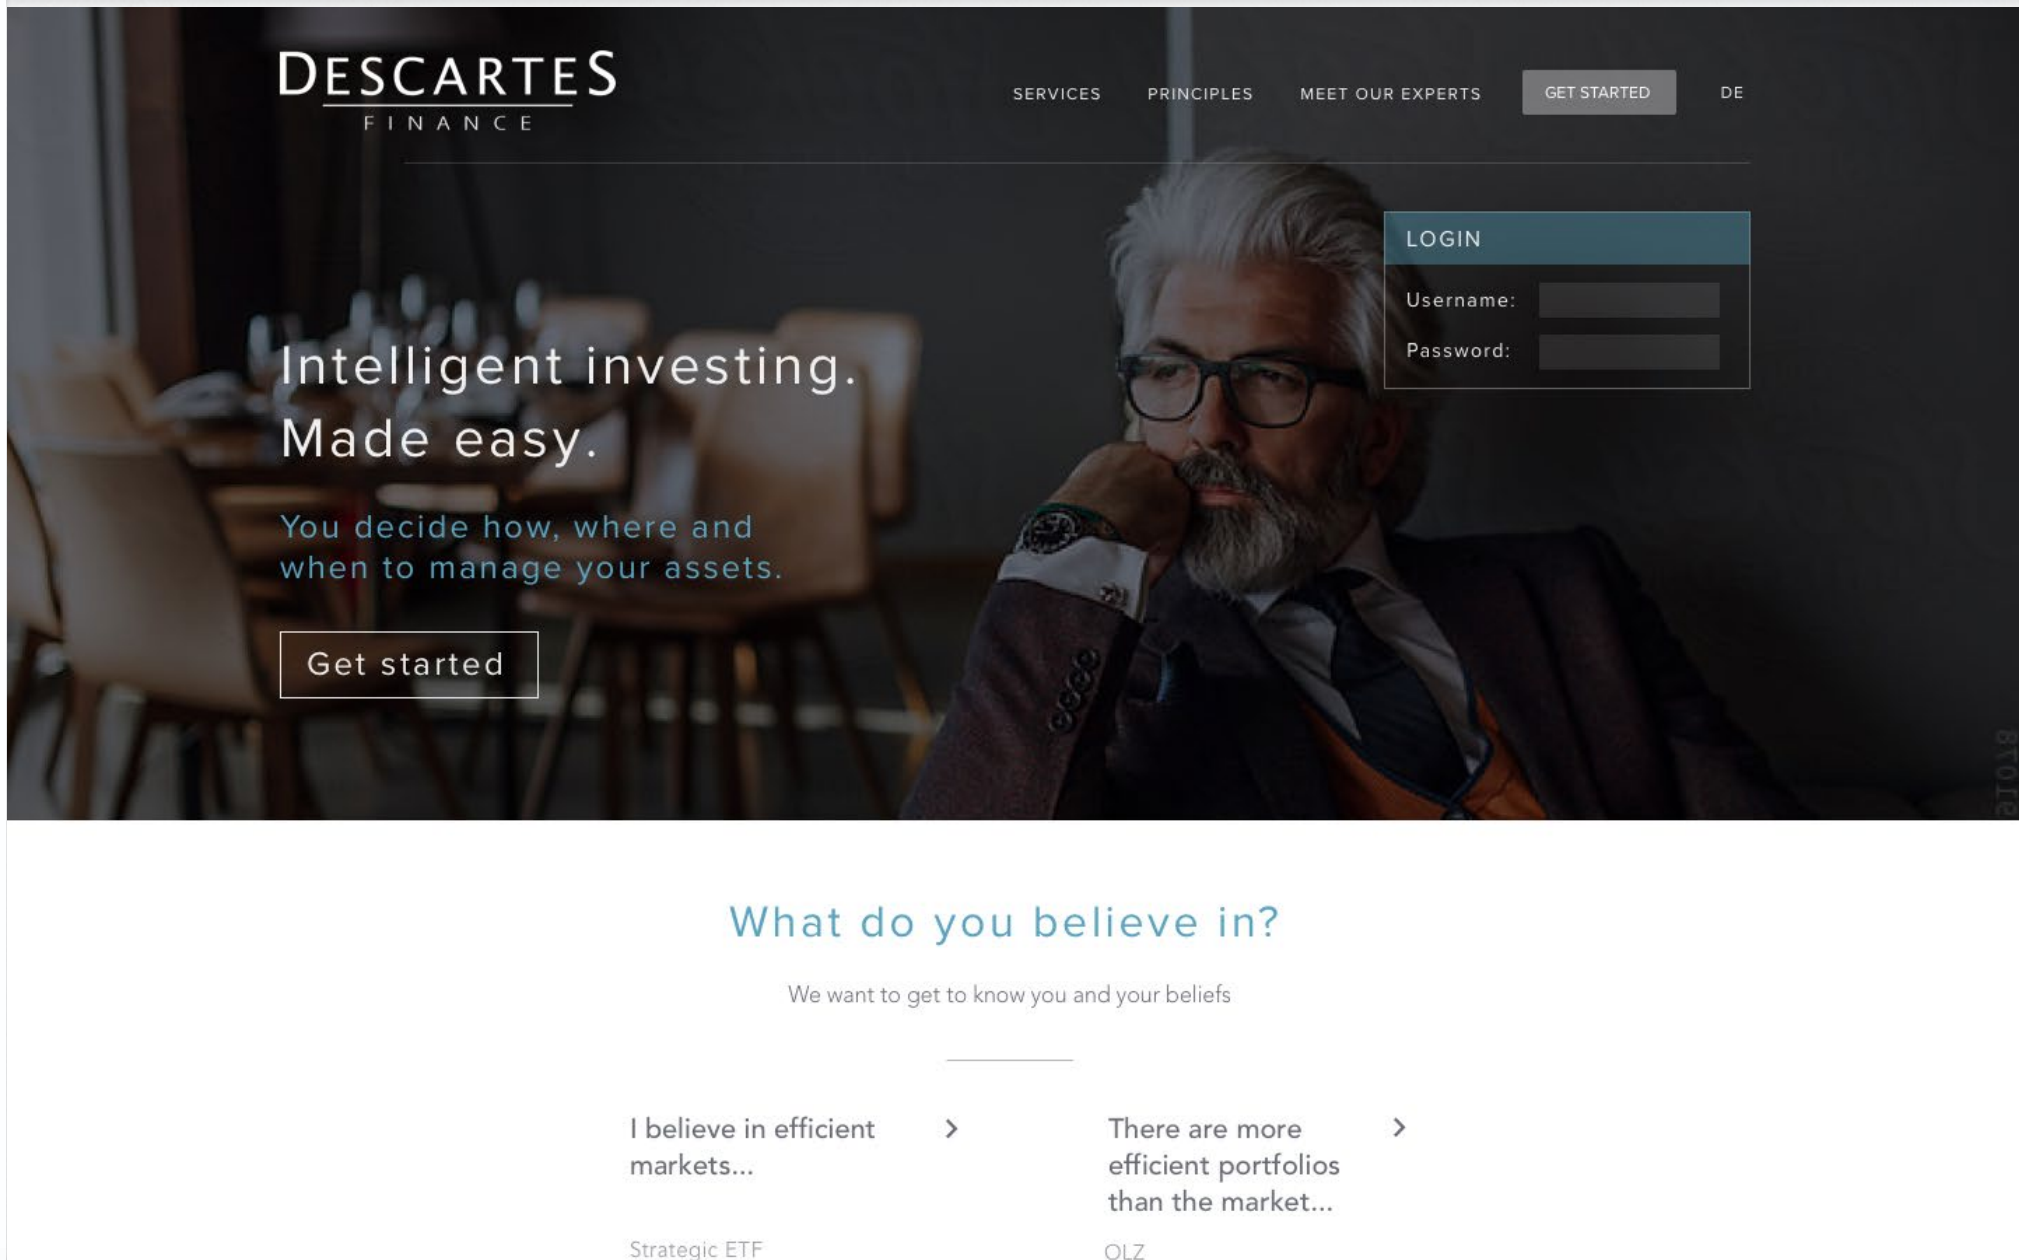 DESCARTES
FINANCE
SERVICES
PRINCIPLES
MEET OUR EXPERTS
GET STARTED
DE
LOGIN
Username:
Password:
Intelligent investing.
Made easy.
You decide how, where and
when to manage your assets.
Get started
What do you believe in?
We want to get to know you and your beliefs
I believe in efficient
markets...
Strategic ETF
There are more
efficient portfolios
than the market...
OLZ